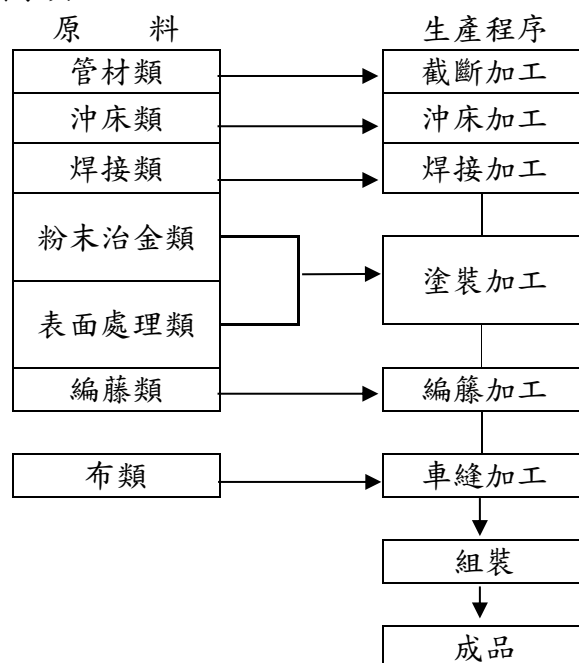 原 料 生產程序
管材類 截斷加工
沖床類 沖床加工
焊接類 焊接加工
粉末治金類
塗裝加工
表面處理類
編藤類 編籐加工
布類 車縫加工
組裝
成品